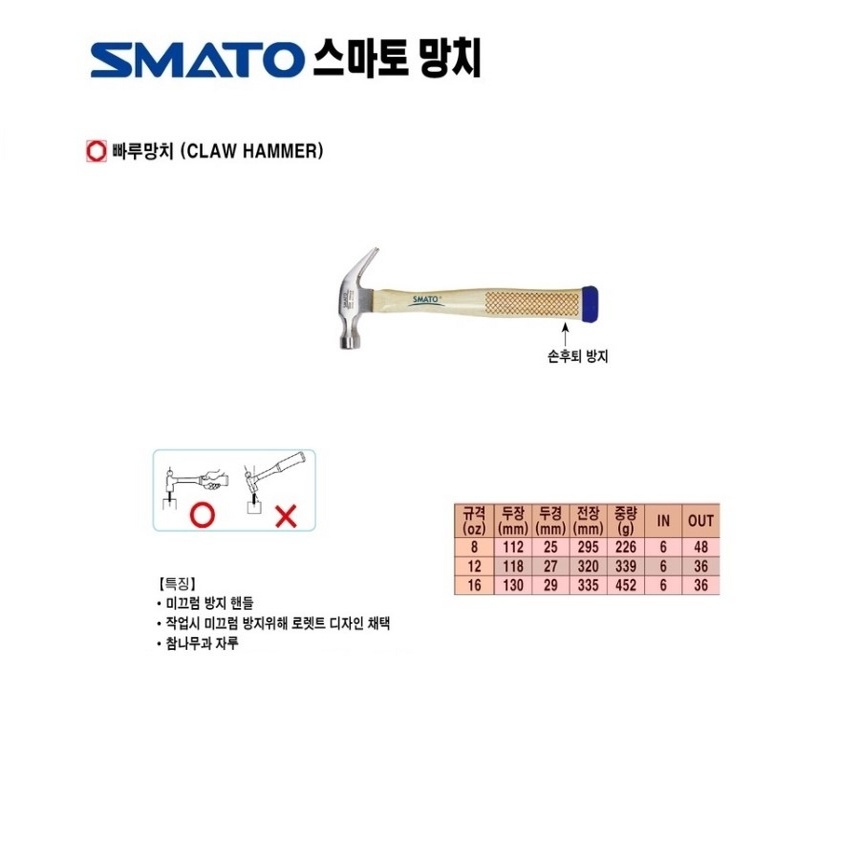 SMATO 스마토 망치
빠루망치 (CLAW HAMMER)
SMATO
손후퇴 방지
규격 두장 두경 전장 중량 IN OUT
(oz) (mm) (mm) (mm) (g)
8 112 25 295 226 6 48
12 118 27 320 339 6 36
16 130 29 335 452 6 36
【특징】
• 미끄럼 방지 핸들
• 작업시 미끄럼 방지위해 로렛트 디자인 채택
• 참나무과 자루